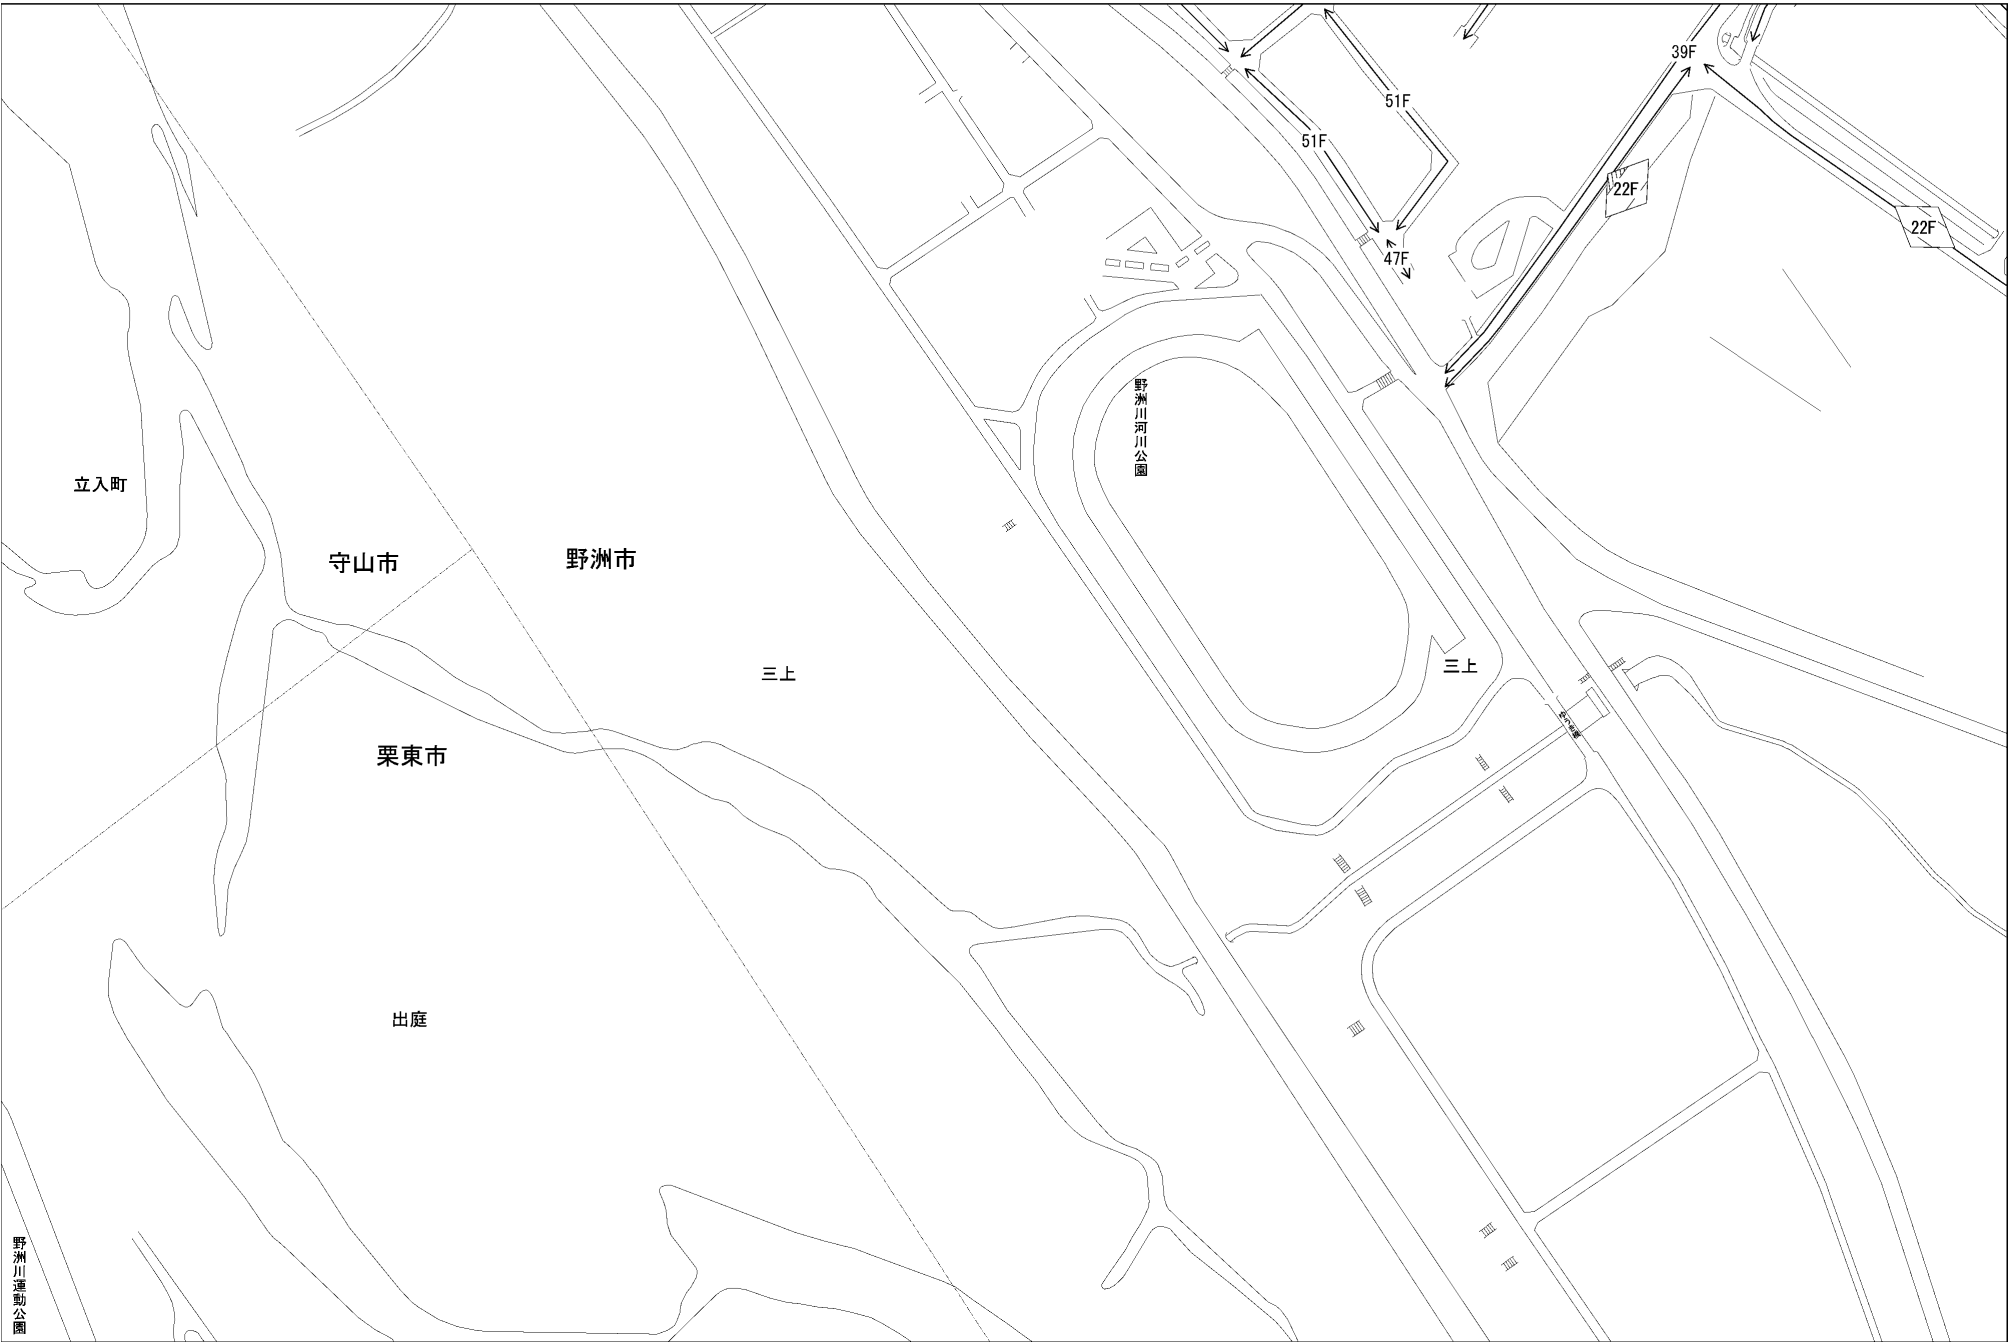 39F
51F
51F
22F
22F
47F
野洲川河川公園
立入町
守山市
野洲市
三上
三上
栗東市
出庭
野洲川運動公園